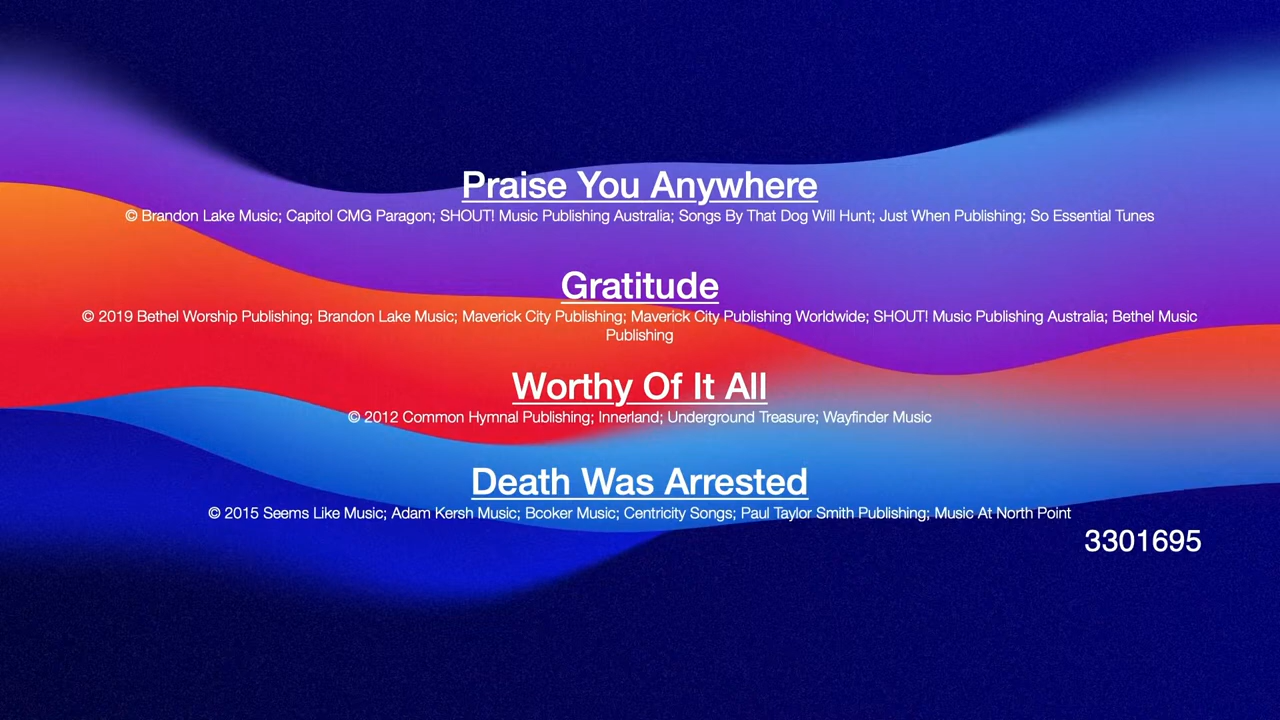 Praise You Anywhere
© Brandon Lake Music; Capitol CMG Paragon; SHOUT! Music Publishing Australia; Songs By That Dog Will Hunt; Just When Publishing; So Essential Tunes
Gratitude
© 2019 Bethel Worship Publishing; Brandon Lake Music; Maverick City Publishing; Maverick City Publishing Worldwide; SHOUT! Music Publishing Australia; Bethel Music
Publishing
Worthy Of It All
© 2012 Common Hymnal Publishing; Innerland; Underground Treasure; Wayfinder Music
Death Was Arrested
© 2015 Seems Like Music; Adam Kersh Music; Bcoker Music; Centricity Songs; Paul Taylor Smith Publishing; Music At North Point
3301695